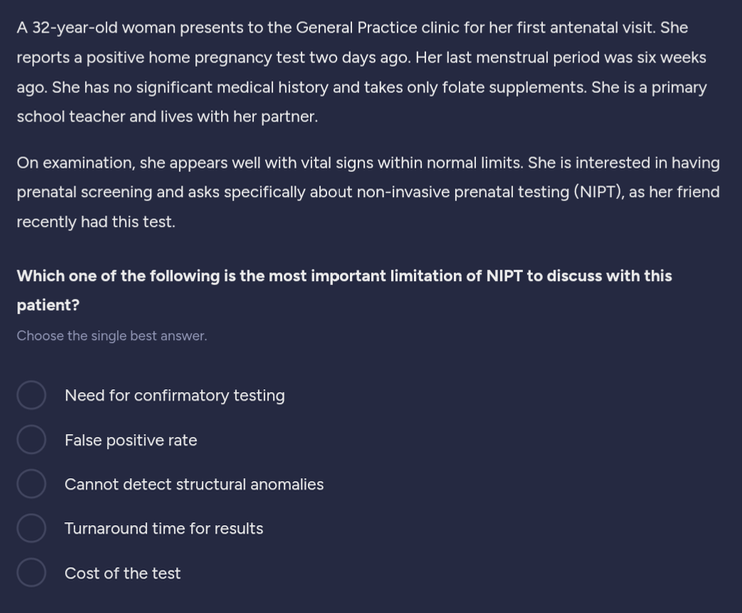 A 32-year-old woman presents to the General Practice clinic for her first antenatal visit. She
reports a positive home pregnancy test two days ago. Her last menstrual period was six weeks
ago. She has no significant medical history and takes only folate supplements. She is a primary
school teacher and lives with her partner.
On examination, she appears well with vital signs within normal limits. She is interested in having
prenatal screening and asks specifically about non-invasive prenatal testing (NIPT), as her friend
recently had this test.
Which one of the following is the most important limitation of NIPT to discuss with this
patient?
Choose the single best answer.
Need for confirmatory testing
False positive rate
Cannot detect structural anomalies
Turnaround time for results
Cost of the test